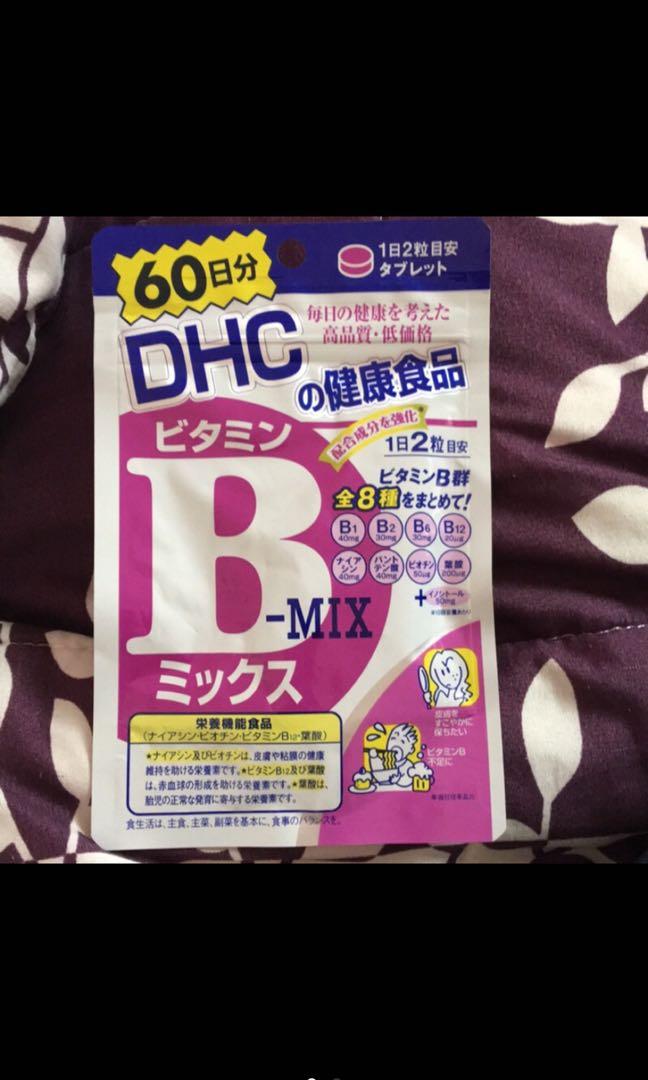 60日分
1日2粒目安
タブレット
毎日の健康を考えた
高品質・低価格
DHC
の健康食品
配合成分を強化*
1日2粒目安
ビタミン
B
-MIX
ミックス
ビタミンB群
全8種をまとめて!
B1 40mg B2 30mg B6 30mg B12 20μg
ナイアシン 40mg パントテン酸 40mg ビオチン 50μg 葉酸 200μg
+イノシトール 50mg
皮膚を
すこやかに
保ちたい
ビタミンB
不足に
栄養機能食品
(ナイアシン・ビオチン・ビタミンB12・葉酸)
★ナイアシン及びビオチンは、皮膚や粘膜の健康
維持を助ける栄養素です。★ビタミンB12及び葉酸
は、赤血球の形成を助ける栄養素です。★葉酸は、
胎児の正常な発育に寄与する栄養素です。
食生活は、主食、主菜、副菜を基本に、食事のバランスを。